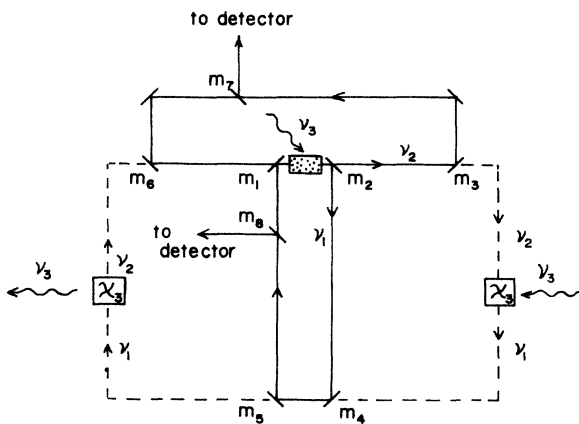 to detector
m₇
ν₃
ν₂
m₆
m₁
m₂
m₃
m₈
to
detector
ν₁
ν₂
ν₂
ν₃
χ₃
ν₃
χ₃
ν₁
ν₁
m₅
m₄